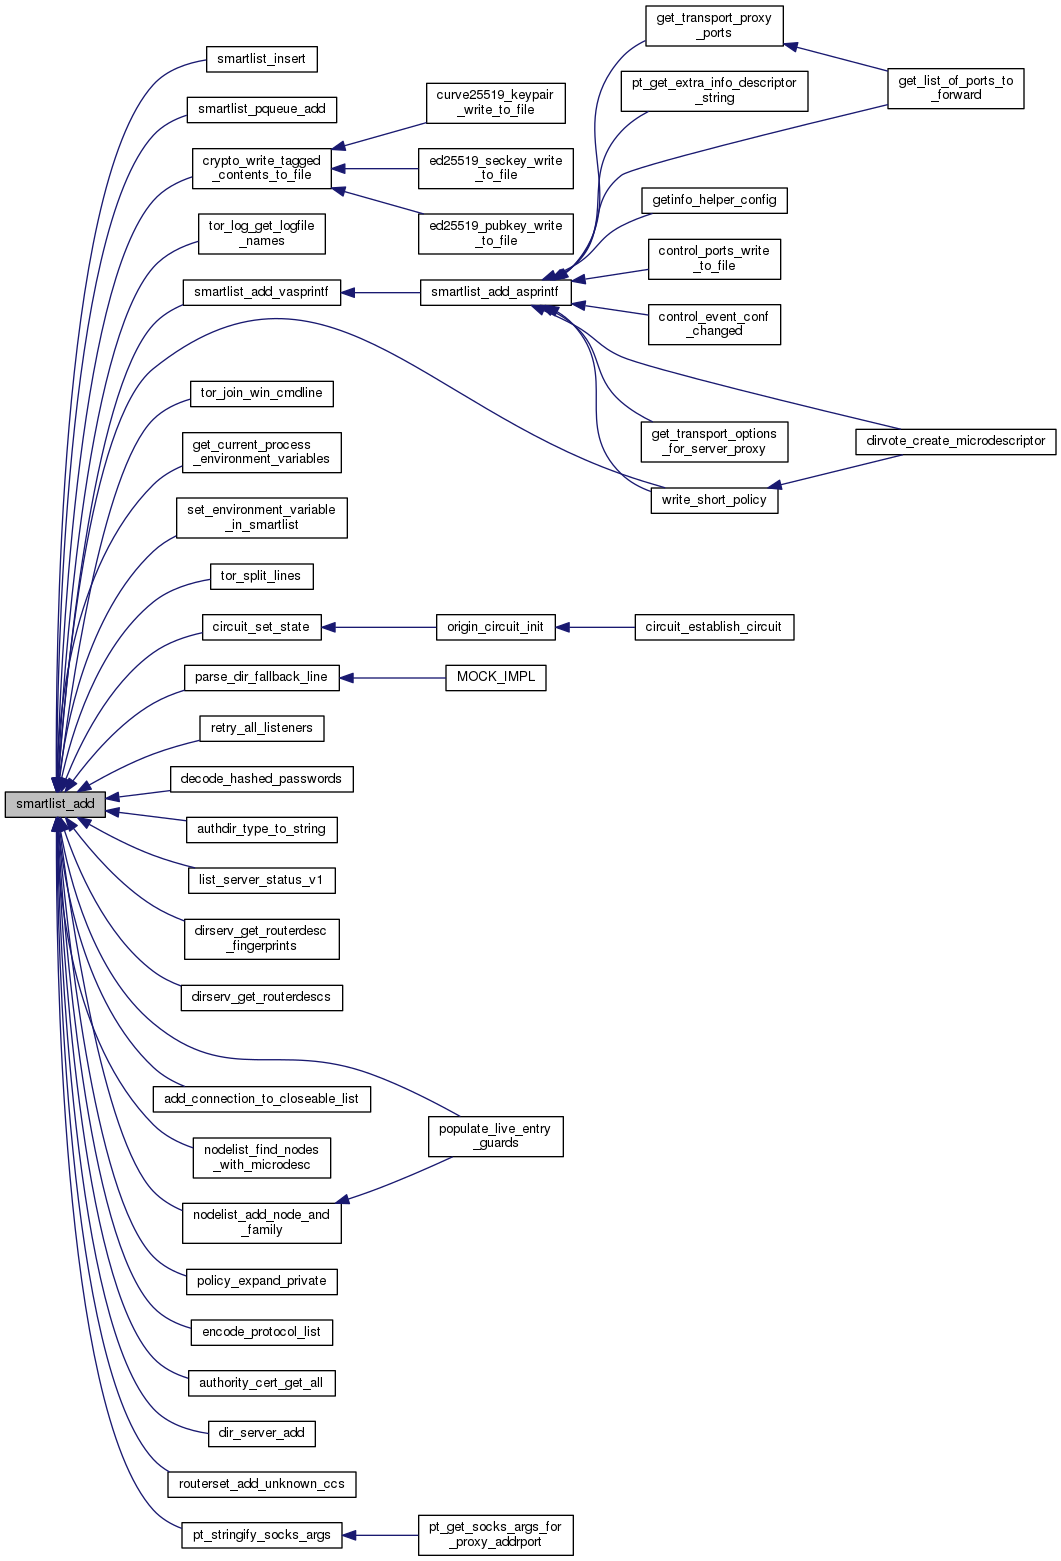 get_transport_proxy
_ports
smartlist_insert
pt_get_extra_info_descriptor
_string
get_list_of_ports_to
_forward
smartlist_pqueue_add
curve25519_keypair
_write_to_file
crypto_write_tagged
_contents_to_file
ed25519_seckey_write
_to_file
getinfo_helper_config
tor_log_get_logfile
_names
ed25519_pubkey_write
_to_file
control_ports_write
_to_file
smartlist_add_vasprintf
smartlist_add_asprintf
control_event_conf
_changed
tor_join_win_cmdline
get_current_process
_environment_variables
get_transport_options
_for_server_proxy
dirvote_create_microdescriptor
set_environment_variable
_in_smartlist
write_short_policy
tor_split_lines
circuit_set_state
origin_circuit_init
circuit_establish_circuit
parse_dir_fallback_line
MOCK_IMPL
retry_all_listeners
decode_hashed_passwords
smartlist_add
authdir_type_to_string
list_server_status_v1
dirserv_get_routerdesc
_fingerprints
dirserv_get_routerdescs
add_connection_to_closeable_list
populate_live_entry
_guards
nodelist_find_nodes
_with_microdesc
nodelist_add_node_and
_family
policy_expand_private
encode_protocol_list
authority_cert_get_all
dir_server_add
routerset_add_unknown_ccs
pt_stringify_socks_args
pt_get_socks_args_for
_proxy_addrport